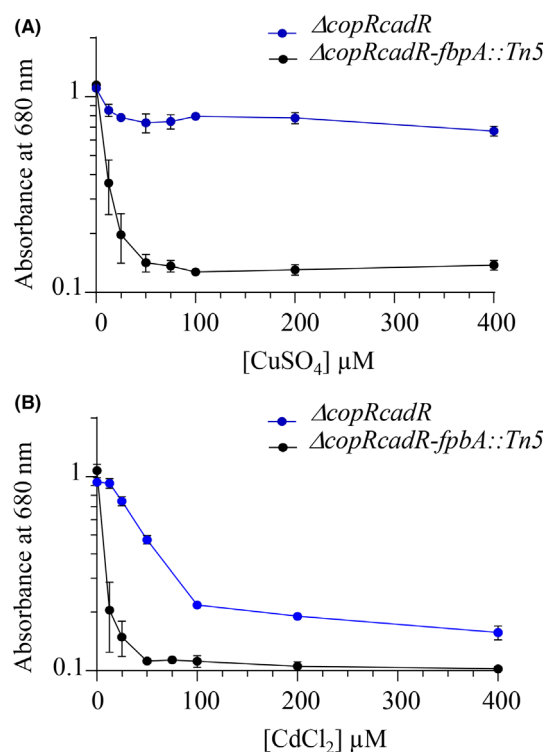 (A)
ΔcopRcadR
ΔcopRcadR-fbpA::Tn5
Absorbance at 680 nm
1
0.1
0 100 200 300 400
[CuSO₄] µM
(B)
ΔcopRcadR
ΔcopRcadR-fpbA::Tn5
Absorbance at 680 nm
1
0.1
0 100 200 300 400
[CdCl₂] µM